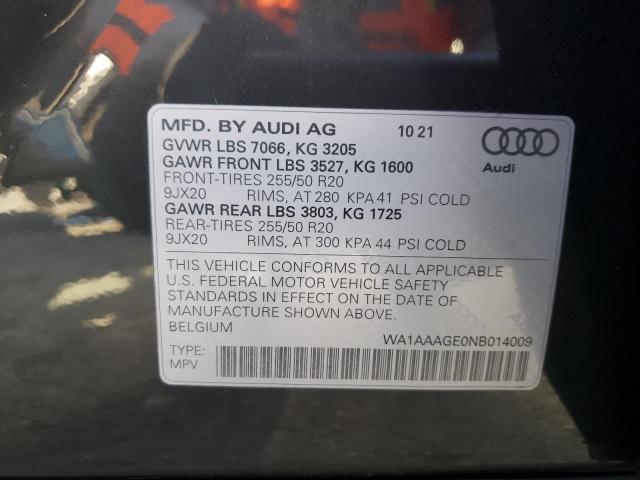 MFD. BY AUDI AG 10 21
GVWR LBS 7066, KG 3205
GAWR FRONT LBS 3527, KG 1600
FRONT-TIRES 255/50 R20
9JX20 RIMS, AT 280 KPA 41 PSI COLD
GAWR REAR LBS 3803, KG 1725
REAR-TIRES 255/50 R20
9JX20 RIMS, AT 300 KPA 44 PSI COLD
Audi
THIS VEHICLE CONFORMS TO ALL APPLICABLE
U.S. FEDERAL MOTOR VEHICLE SAFETY
STANDARDS IN EFFECT ON THE DATE OF
MANUFACTURE SHOWN ABOVE.
BELGIUM
WA1AAAGE0NB014009
TYPE:
MPV